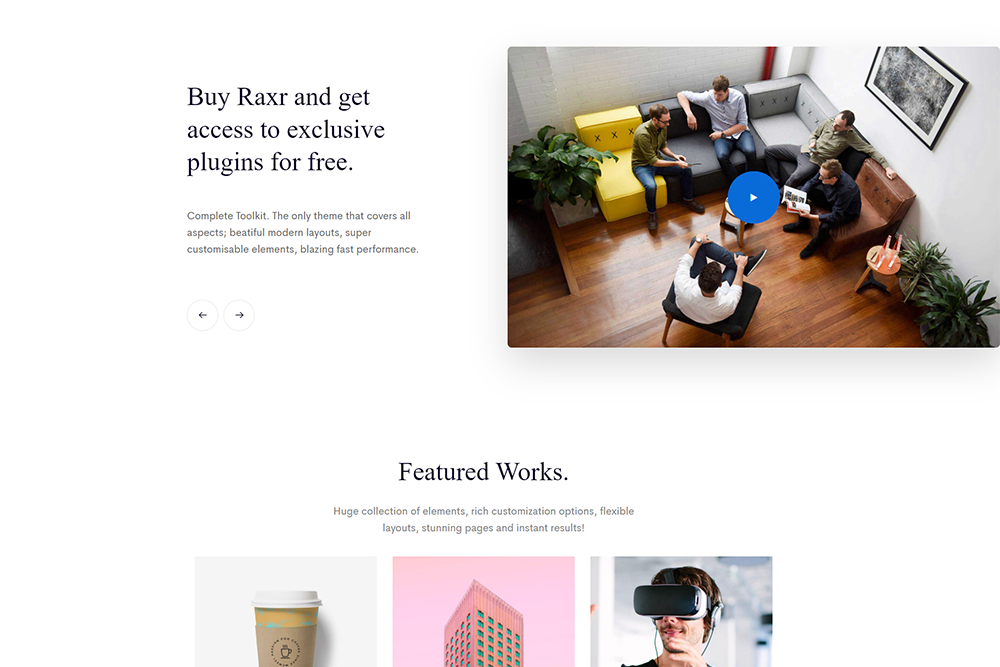 Buy Raxr and get
access to exclusive
plugins for free.
Complete Toolkit. The only theme that covers all
aspects; beatiful modern layouts, super
customisable elements, blazing fast performance.
Featured Works.
Huge collection of elements, rich customization options, flexible
layouts, stunning pages and instant results!